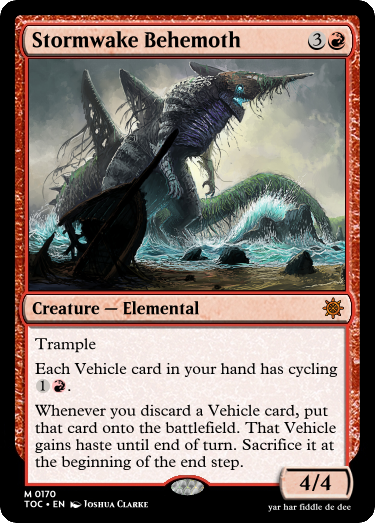 Stormwake Behemoth 3
Creature — Elemental
Trample
Each Vehicle card in your hand has cycling
1 .
Whenever you discard a Vehicle card, put
that card onto the battlefield. That Vehicle
gains haste until end of turn. Sacrifice it at
the beginning of the end step.
4/4
M 0170
TOC • EN Joshua Clarke
yar har fiddle de dee